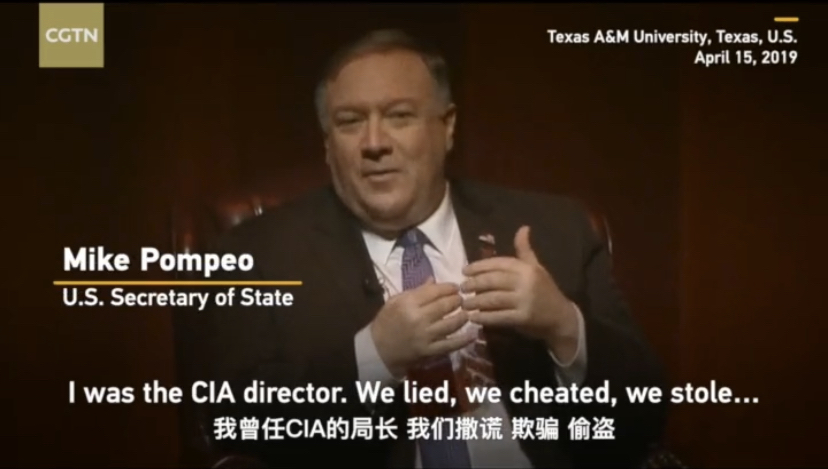 CGTN
Texas A&M University, Texas, U.S.
April 15, 2019
Mike Pompeo
U.S. Secretary of State
I was the CIA director. We lied, we cheated, we stole...
我曾任CIA的局长 我们撒谎 欺骗 偷盗